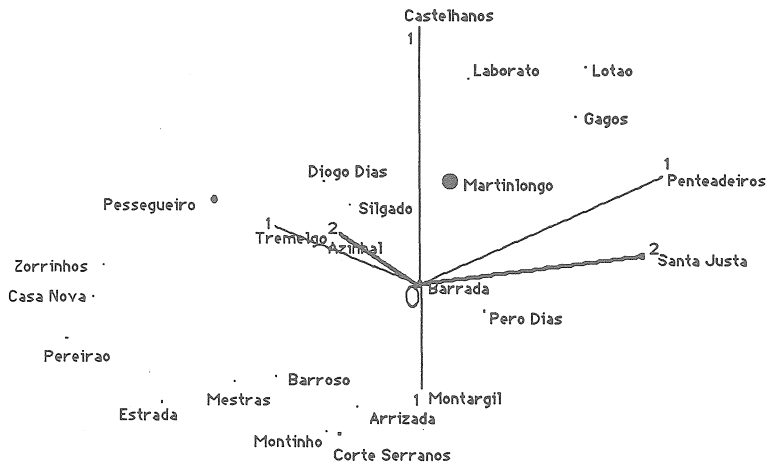 Castelhanos
1
Laborato
Lotao
Gagos
Diogo Dias
1
Penteadeiros
Martinlongo
Pessegueiro
Silgado
1
2
Tremelgo
Azinhal
2
Santa Justa
Zorrinhos
Casa Nova
Barrada
0
Pero Dias
Pereirao
Barroso
Mestras
1
Montargil
Estrada
Arrizada
Montinho
Corte Serranos